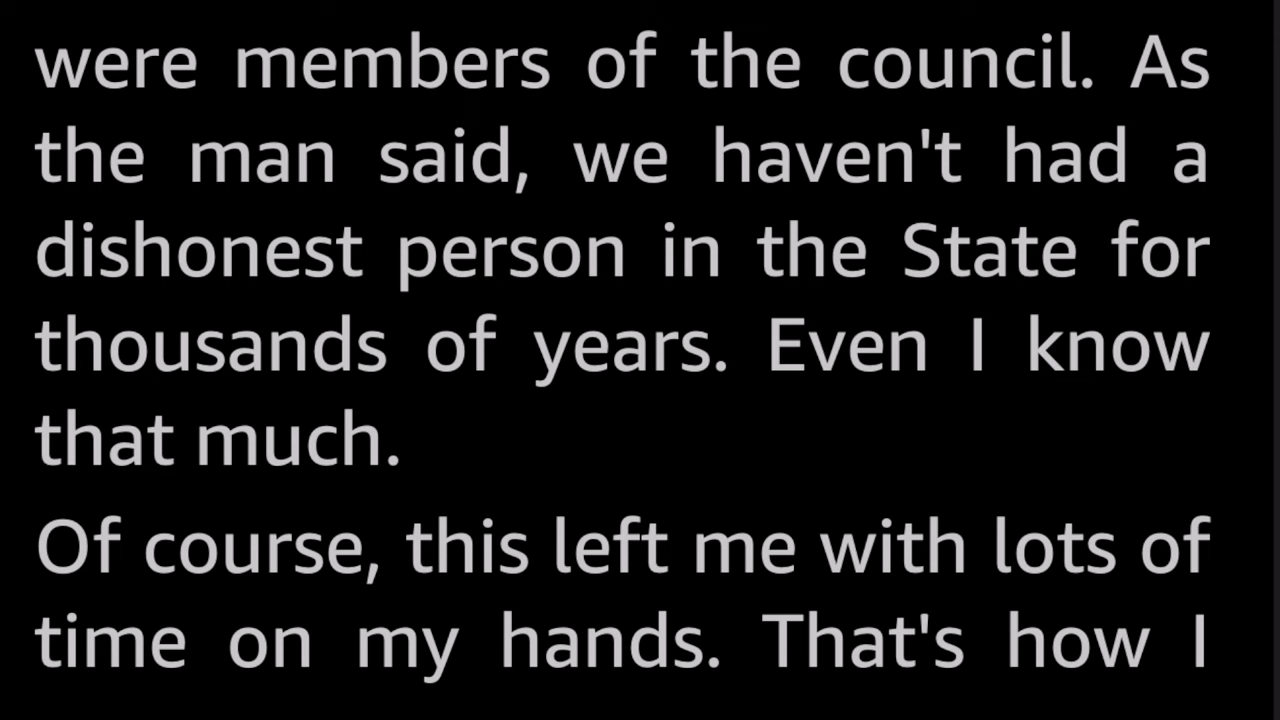 were members of the council. As
the man said, we haven't had a
dishonest person in the State for
thousands of years. Even I know
that much.
Of course, this left me with lots of
time on my hands. That's how I